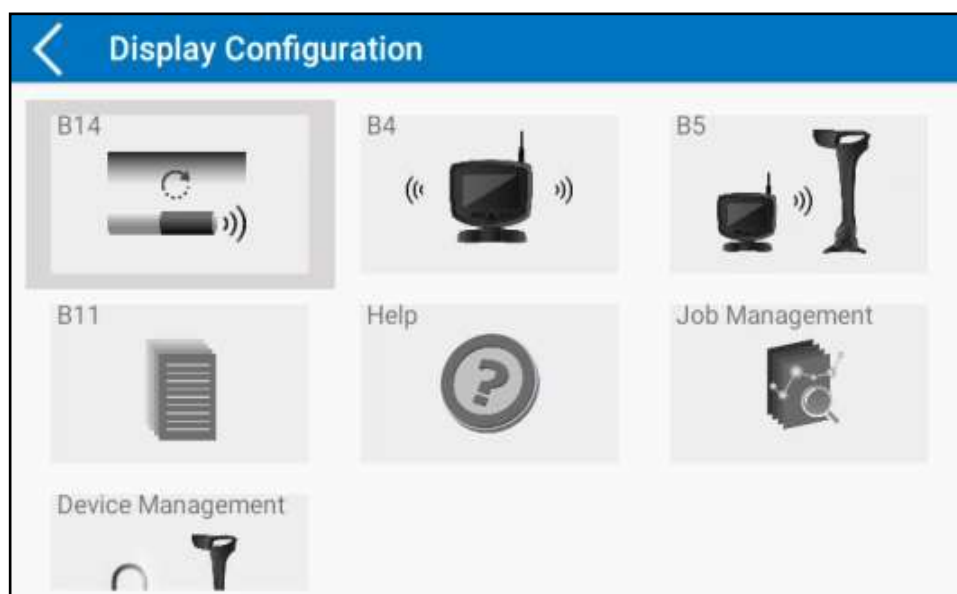 Display Configuration
B14
B4
B5
B11
Help
Job Management
Device Management